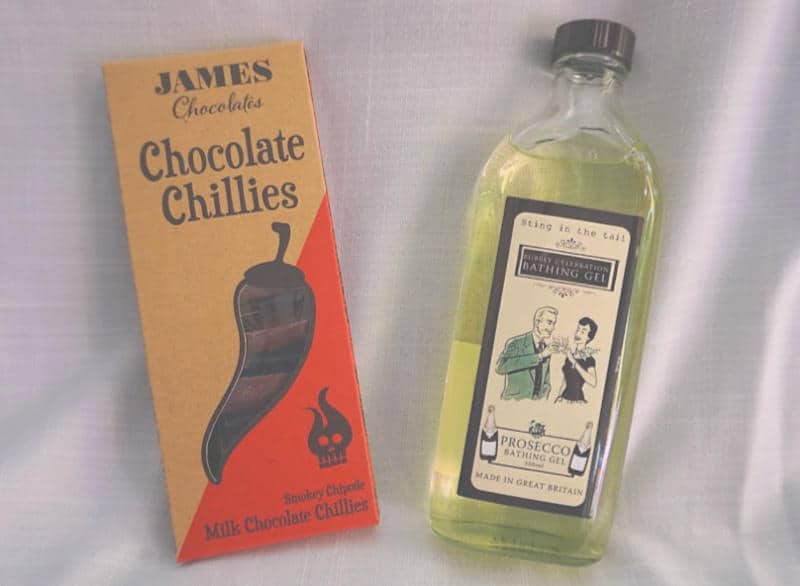 JAMES
Chocolates
Chocolate
Chillies
Smokey Chipotle
Milk Chocolate Chillies
Sting in the tail
BUBBLY CELEBRATION
BATHING GEL
PROSECCO
BATHING GEL
MADE IN GREAT BRITAIN